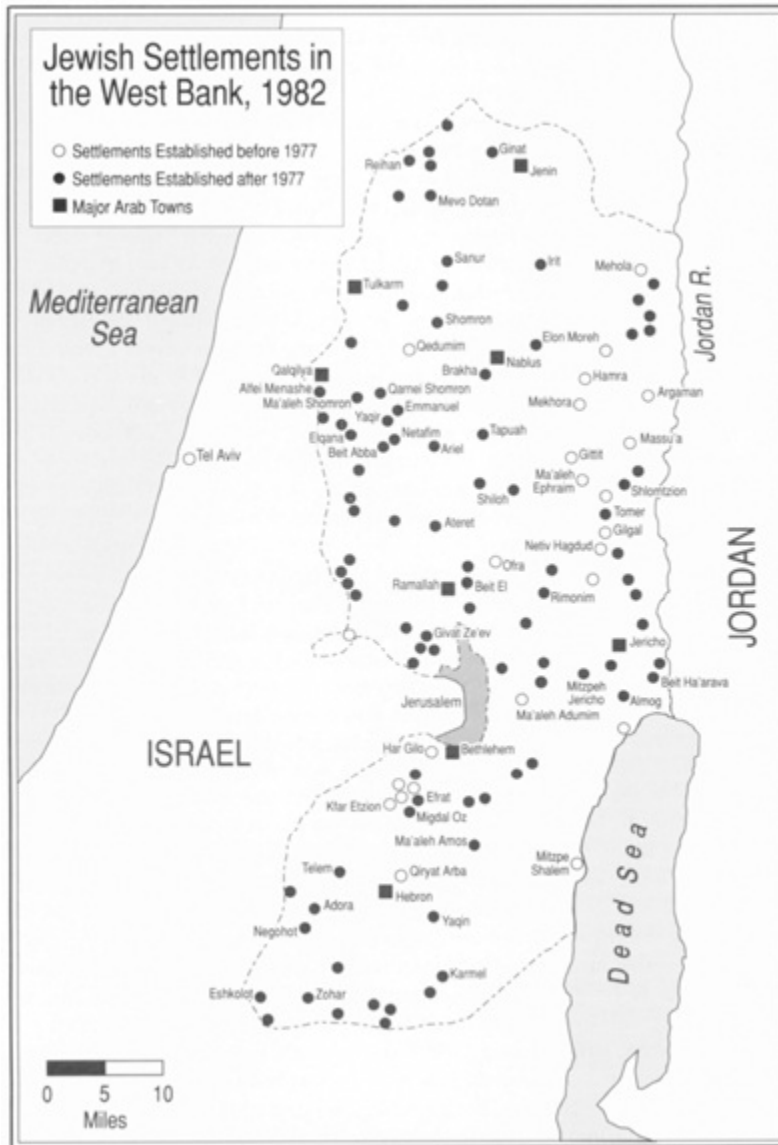 Jewish Settlements in
the West Bank, 1982
Settlements Established before 1977
Settlements Established after 1977
Major Arab Towns
Ginat
Reihan
Jenin
Mevo Dotan
Sanur
Irit
Mehola
Tulkarm
Mediterranean
Sea
Jordan R.
Shomron
Elon Moreh
Qedumim
Nablus
Qalqilya
Brakha
Hamra
Alfei Menashe
Qarnei Shomron
Argaman
Ma'aleh Shomron
Emmanuel
Mekhora
Yaqir
Netafim
Tapuah
Elqana
Massu'a
Beit Abba
Ariel
Tel Aviv
Gittit
Ma'aleh
Ephraim
Shiloh
Shlomtzion
Tomer
Ateret
Gilgal
Netiv Hagdud
Ofra
Ramallah
Beit El
Rimonim
JORDAN
Givat Ze'ev
Jericho
Mitzpeh
Jericho
Beit Ha'arava
Jerusalem
Almog
Ma'aleh Adumim
ISRAEL
Har Gilo
Bethlehem
Efrat
Kfar Etzion
Migdal Oz
Ma'aleh Amos
Mitzpe
Shalem
Telem
Qiryat Arba
Dead Sea
Hebron
Adora
Yaqin
Negohot
Karmel
Eshkolot
Zohar
0 5 10
Miles